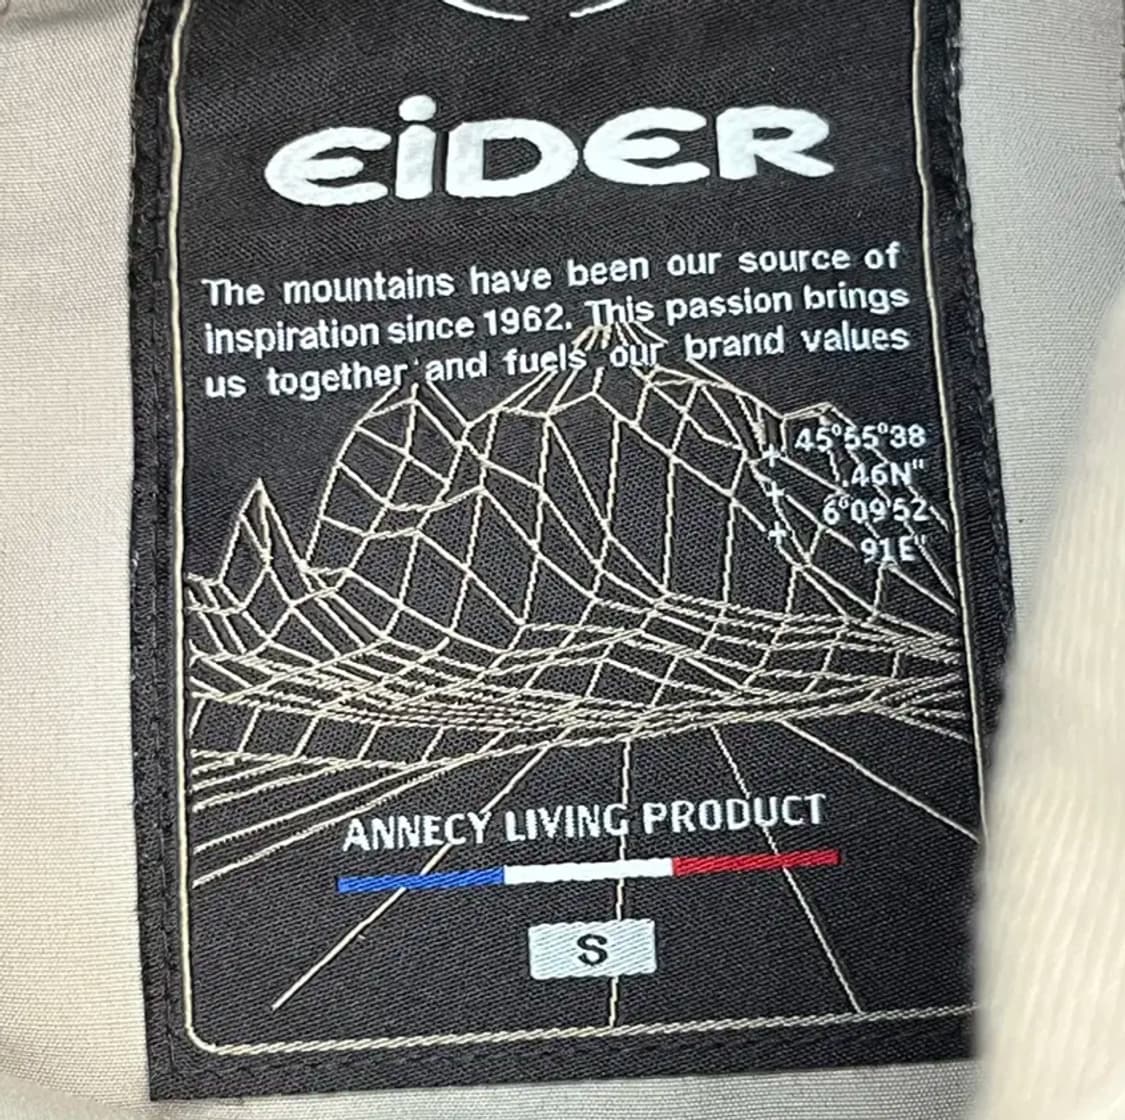 EiDER
The mountains have been our source of
inspiration since 1962. This passion brings
us together and fuels our brand values
45°55°38
.46N"
6°09'52
91E"
ANNECY LIVING PRODUCT
S